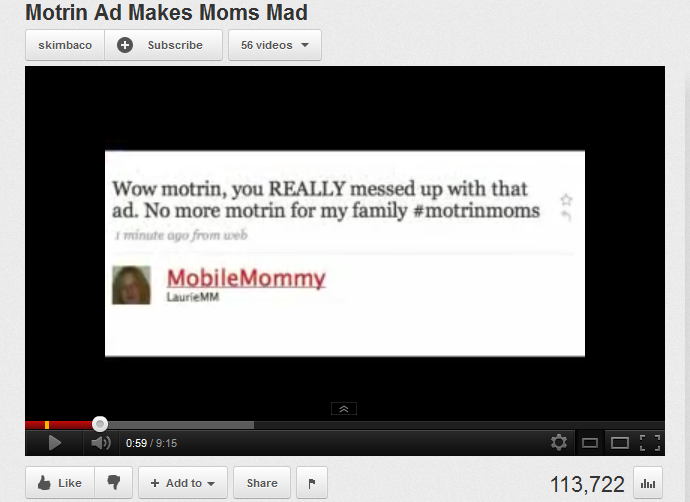 Motrin Ad Makes Moms Mad
skimbaco Subscribe 56 videos
Wow motrin, you REALLY messed up with that
ad. No more motrin for my family #motrinmoms
1 minute ago from web
MobileMommy
LaurieMM
0:59 / 9:15
Like + Add to Share 113,722